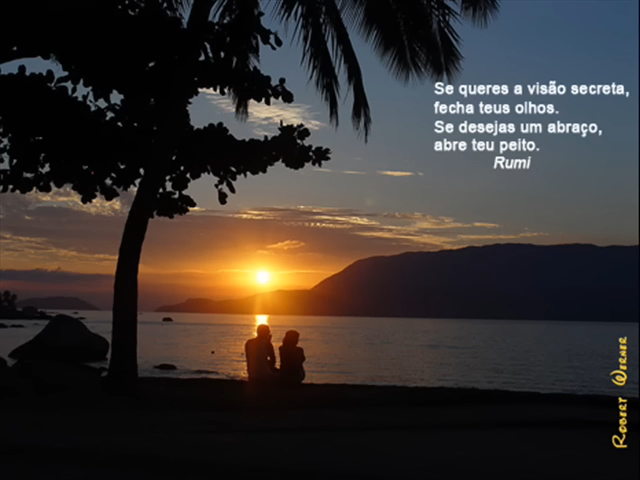 Se queres a visão secreta,
fecha teus olhos.
Se desejas um abraço,
abre teu peito.
Rumi
Robert Werner